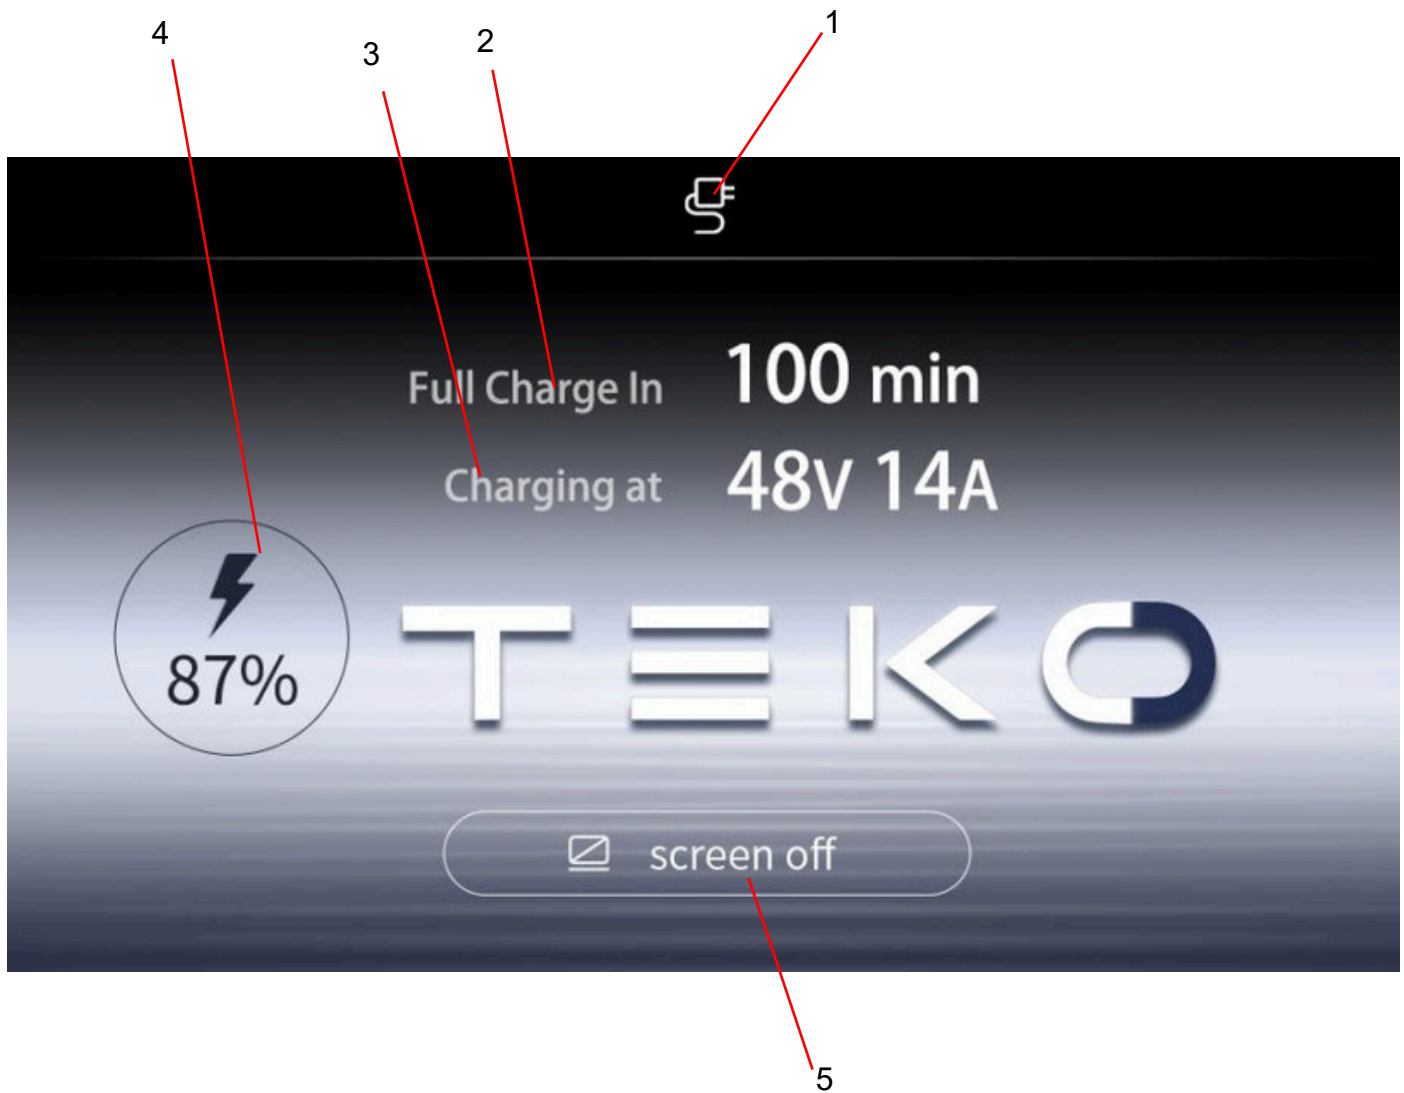 4
3
2
1
Full Charge In 100 min
Charging at 48V 14A
87%
TEKO
screen off
5